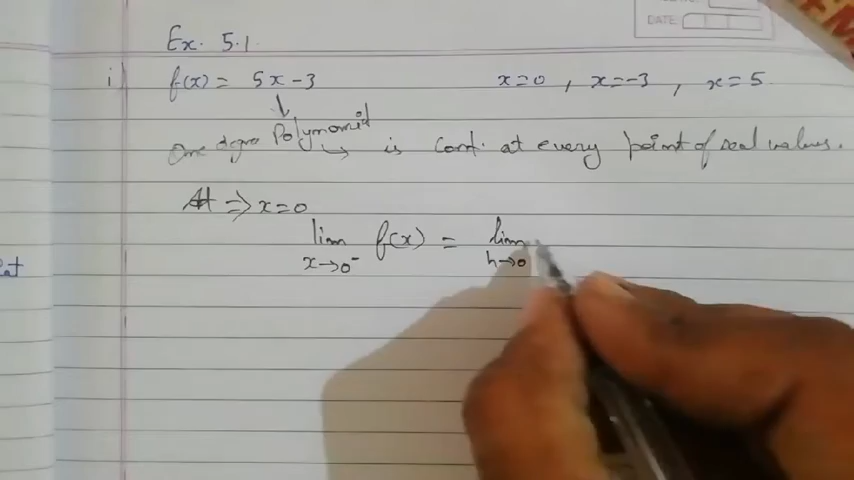 DATE
Ex. 5.1
i f(x) = 5x - 3 x=0 , x=-3 , x=5
One degree Polynomial → is cont. at every point of real values.
At ⇒ x=0
lim f(x) = lim
x→0⁻ h→0